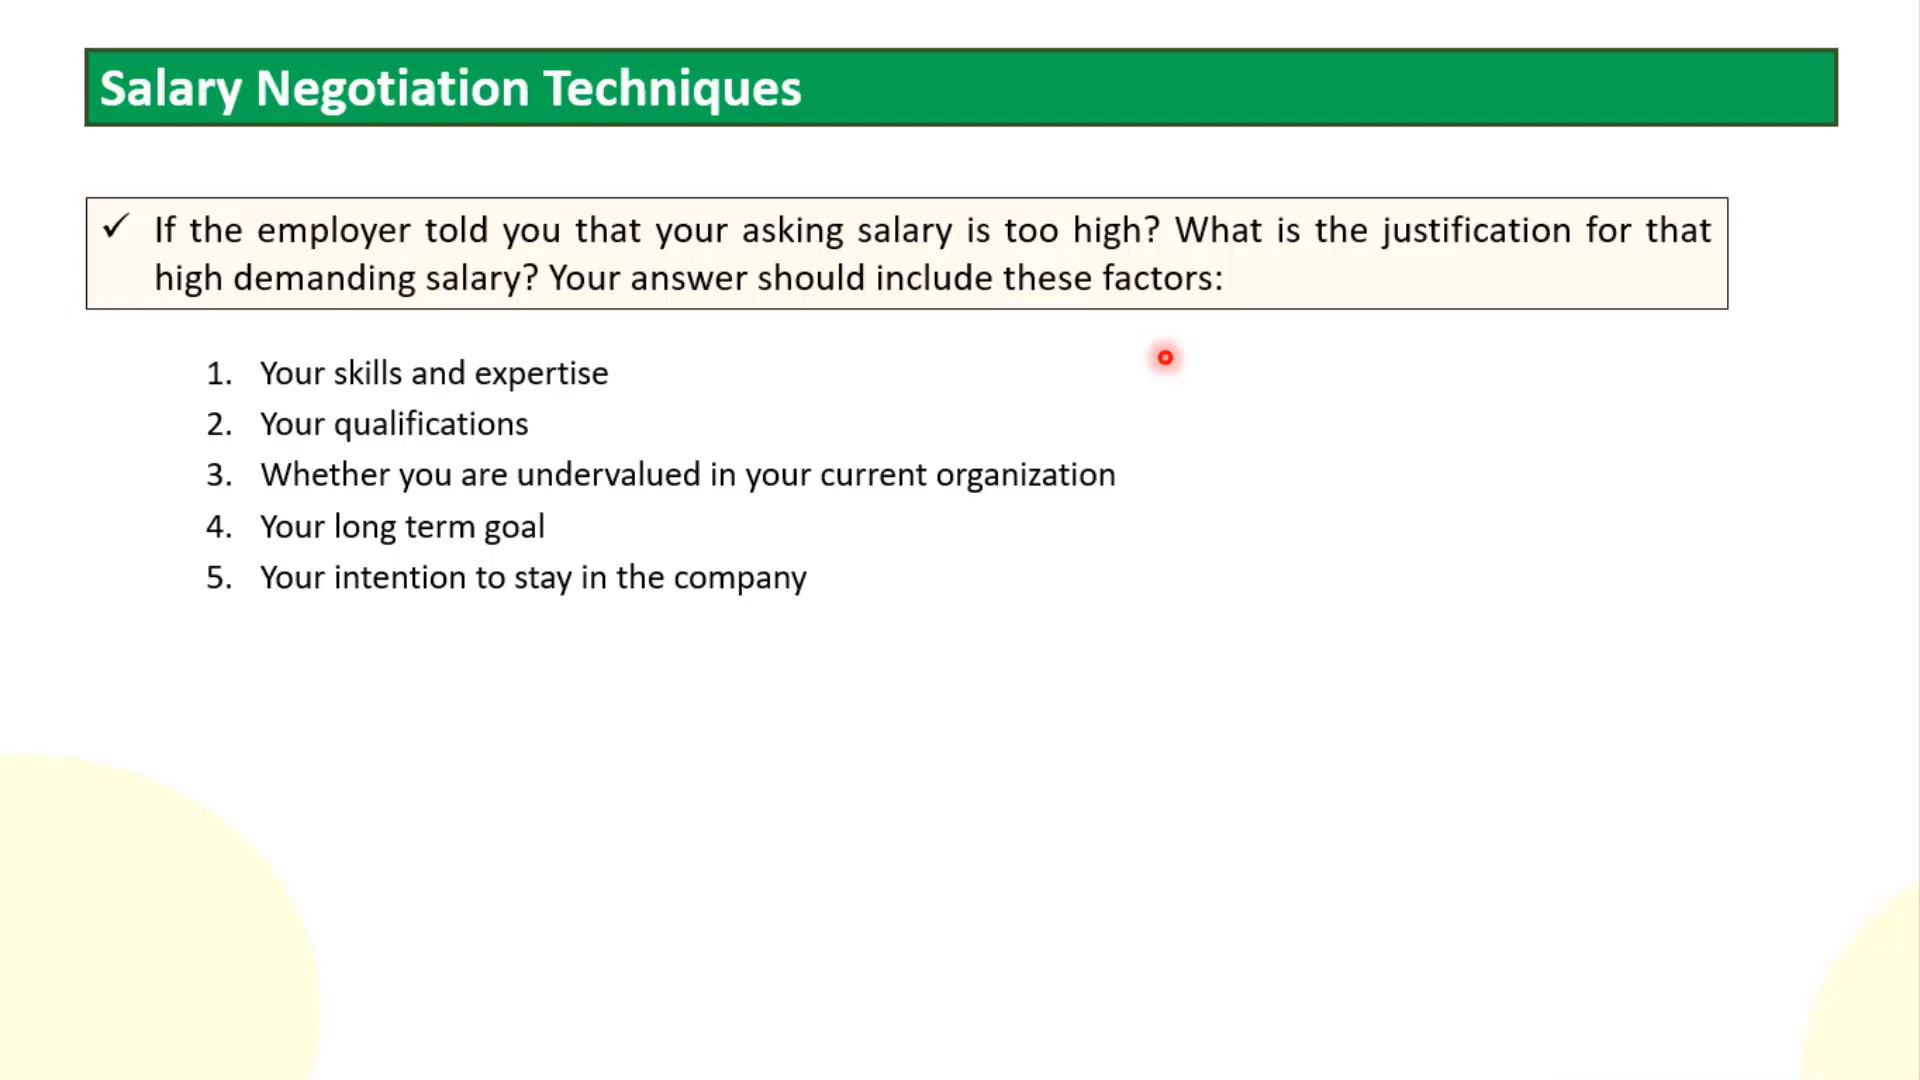 Salary Negotiation Techniques
✓ If the employer told you that your asking salary is too high? What is the justification for that
high demanding salary? Your answer should include these factors:
1. Your skills and expertise
2. Your qualifications
3. Whether you are undervalued in your current organization
4. Your long term goal
5. Your intention to stay in the company